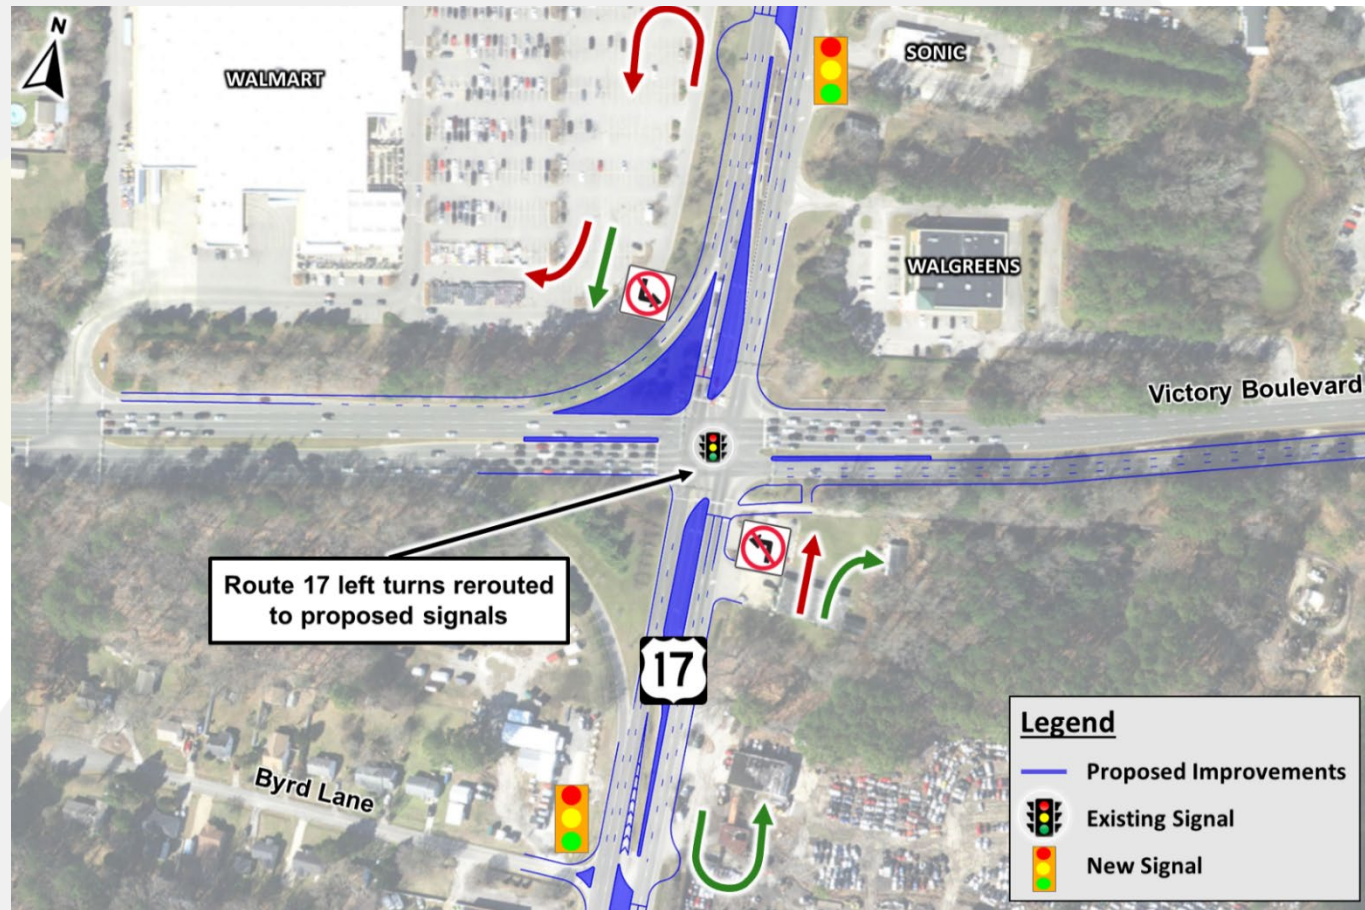 N
WALMART
SONIC
WALGREENS
Victory Boulevard
Route 17 left turns rerouted
to proposed signals
17
Byrd Lane
Legend
Proposed Improvements
Existing Signal
New Signal